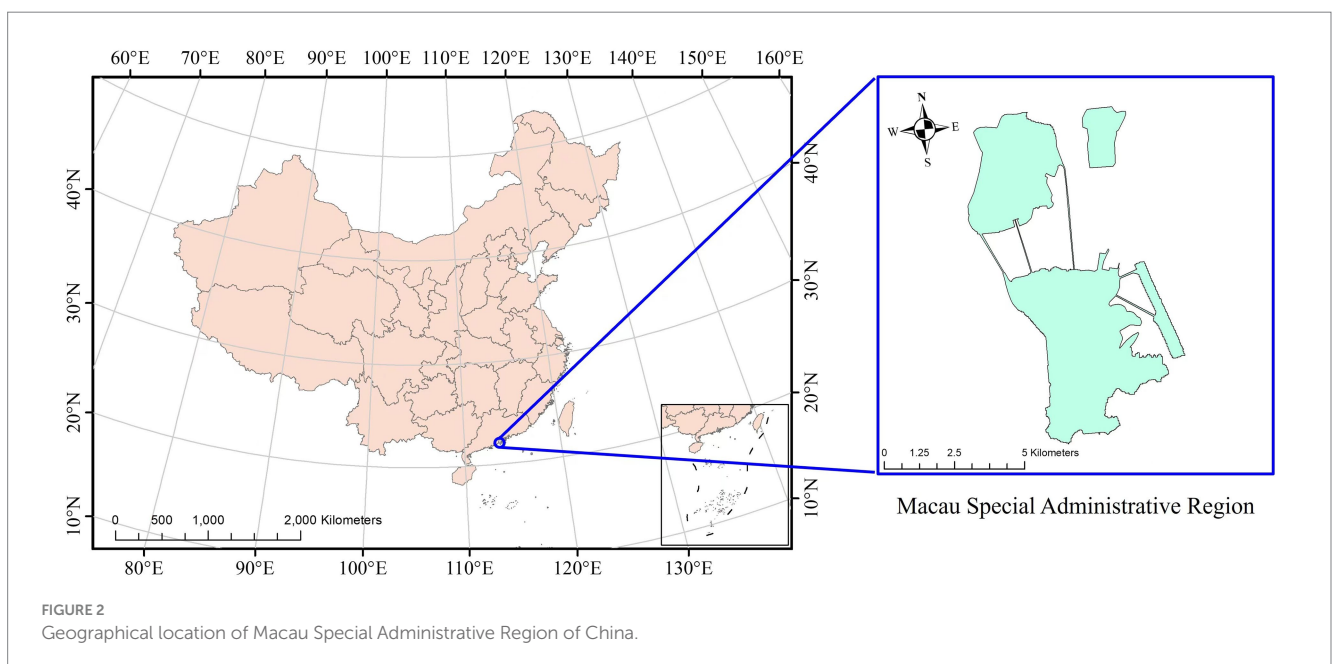 60°E 70°E 80°E 90°E 100°E 110°E 120°E 130°E 140°E 150°E 160°E
40°N
30°N
20°N
10°N
40°N
30°N
20°N
10°N
0 500 1,000 2,000 Kilometers
80°E 90°E 100°E 110°E 120°E 130°E
N
W E
S
0 1.25 2.5 5 Kilometers
Macau Special Administrative Region
FIGURE 2
Geographical location of Macau Special Administrative Region of China.